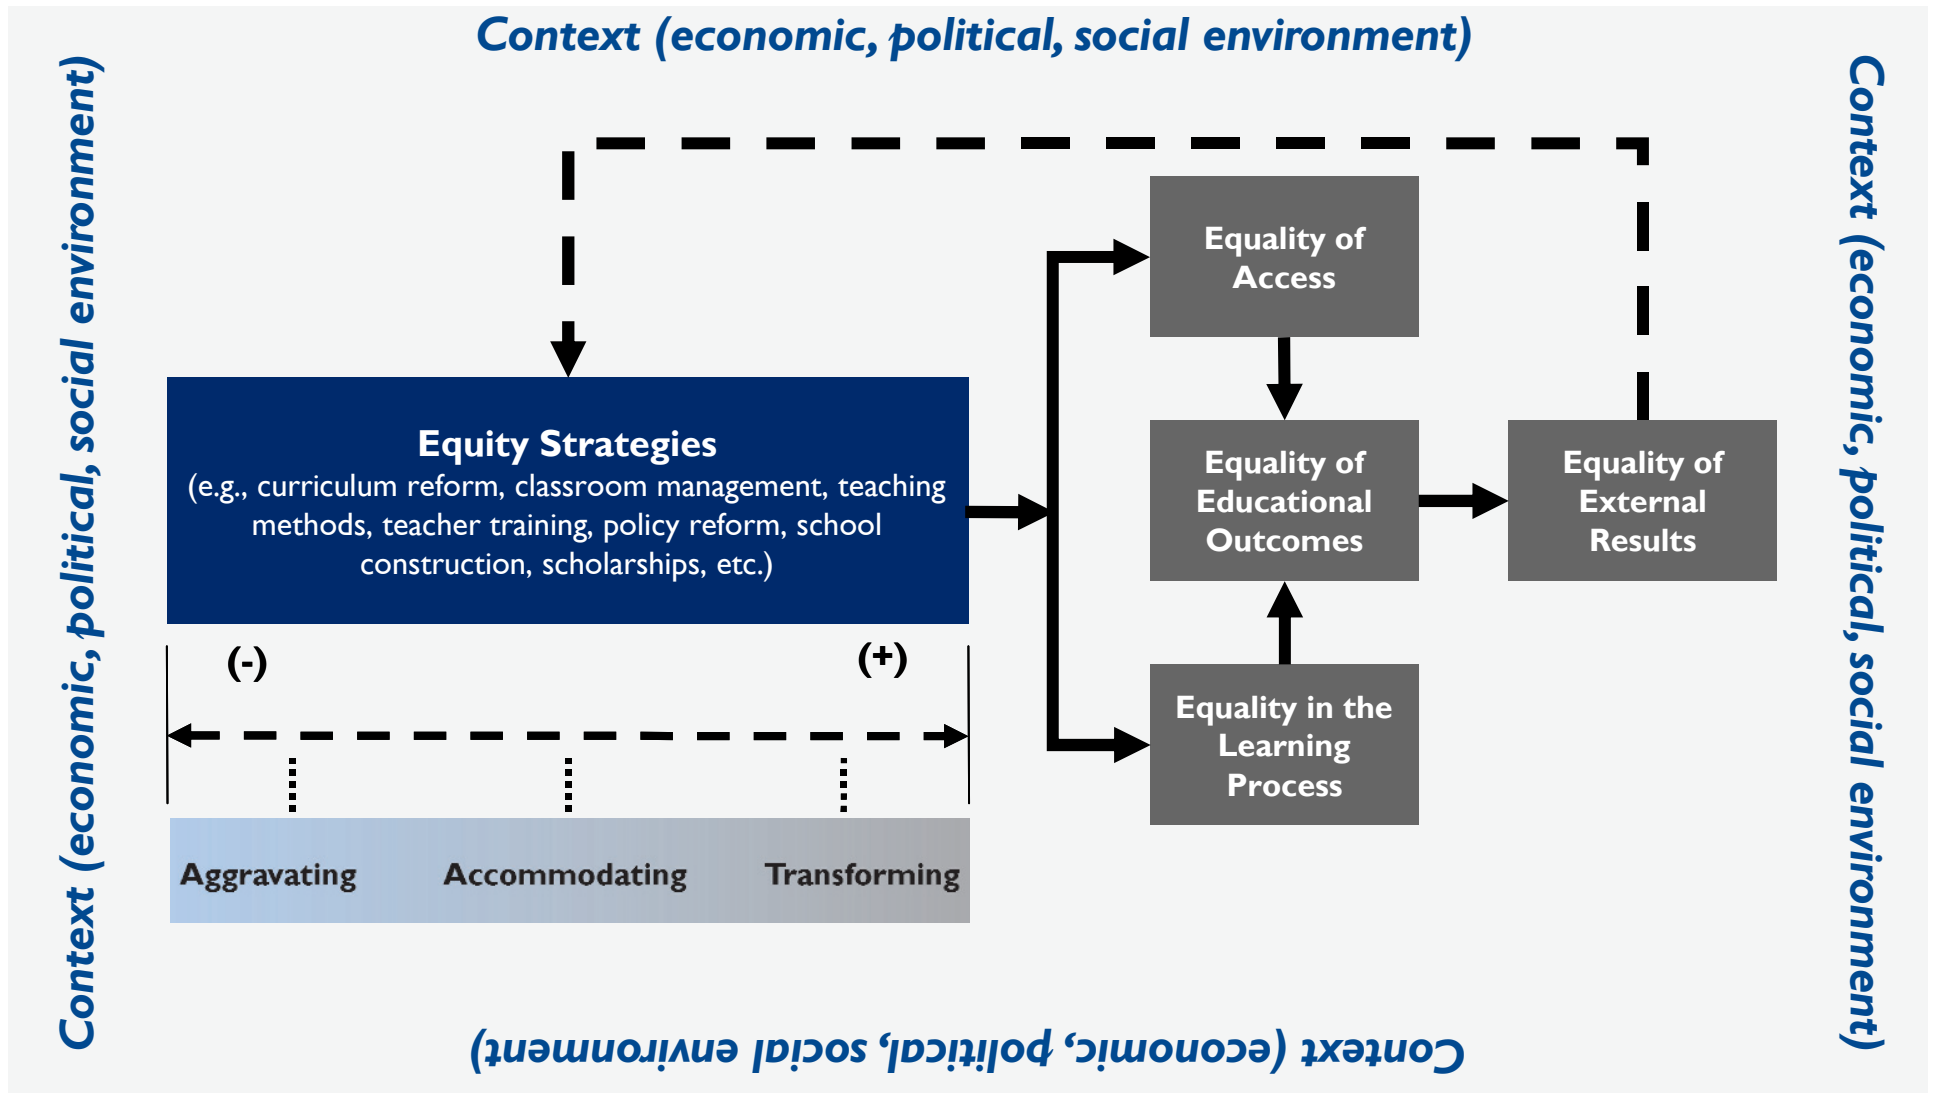 Context (economic, political, social environment)
Context (economic, political, social environment)
Context (economic, political, social environment)
Equality of
Access
Equity Strategies
(e.g., curriculum reform, classroom management, teaching
methods, teacher training, policy reform, school
construction, scholarships, etc.)
Equality of
Educational
Outcomes
Equality of
External
Results
(-)
(+)
Equality in the
Learning
Process
Aggravating
Accommodating
Transforming
Context (economic, political, social environment)